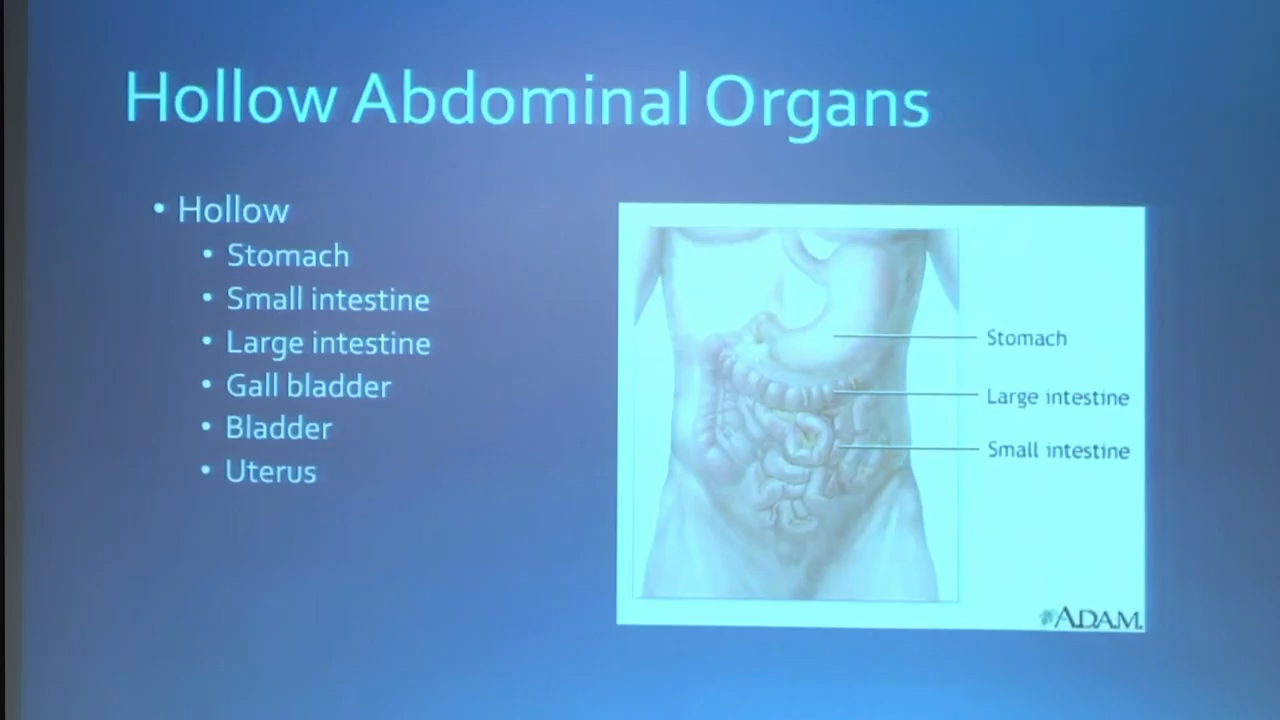 Hollow Abdominal Organs
• Hollow
• Stomach
• Small intestine
• Large intestine
• Gall bladder
• Bladder
• Uterus
Stomach
Large intestine
Small intestine
ADAM.